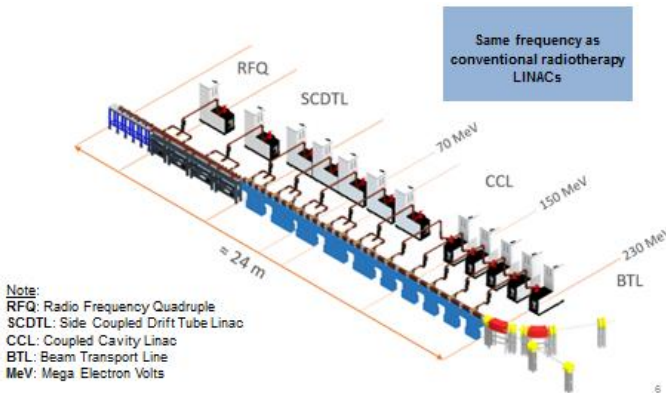 Same frequency as
conventional radiotherapy
LINACs
RFQ
SCDTL
70 MeV
CCL
150 MeV
230 MeV
BTL
≈ 24 m
Note:
RFQ: Radio Frequency Quadruple
SCDTL: Side Coupled Drift Tube Linac
CCL: Coupled Cavity Linac
BTL: Beam Transport Line
MeV: Mega Electron Volts
6